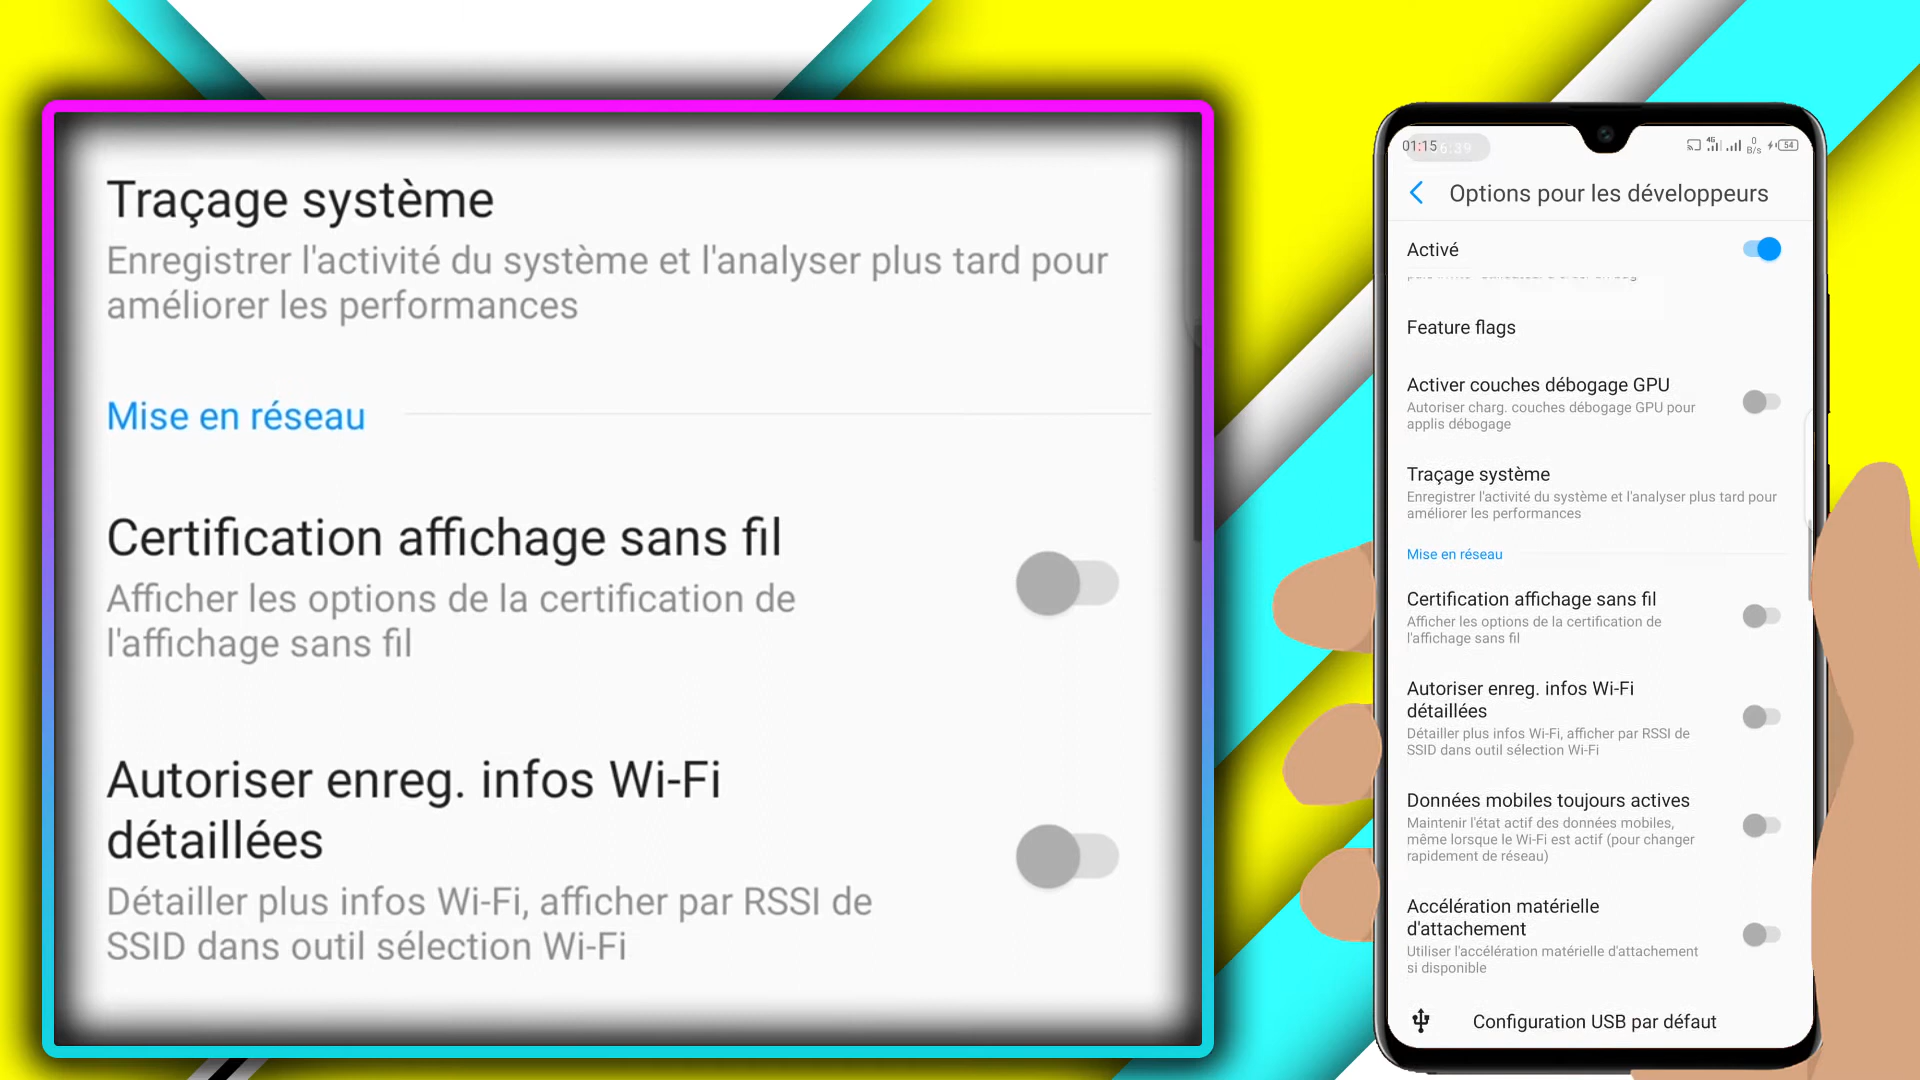 Traçage système
Enregistrer l'activité du système et l'analyser plus tard pour
améliorer les performances
Mise en réseau
Certification affichage sans fil
Afficher les options de la certification de
l'affichage sans fil
Autoriser enreg. infos Wi-Fi
détaillées
Détailler plus infos Wi-Fi, afficher par RSSI de
SSID dans outil sélection Wi-Fi
01:15
4G
0
B/s
54
Options pour les développeurs
Activé
Feature flags
Activer couches débogage GPU
Autoriser charg. couches débogage GPU pour
applis débogage
Traçage système
Enregistrer l'activité du système et l'analyser plus tard pour
améliorer les performances
Mise en réseau
Certification affichage sans fil
Afficher les options de la certification de
l'affichage sans fil
Autoriser enreg. infos Wi-Fi
détaillées
Détailler plus infos Wi-Fi, afficher par RSSI de
SSID dans outil sélection Wi-Fi
Données mobiles toujours actives
Maintenir l'état actif des données mobiles,
même lorsque le Wi-Fi est actif (pour changer
rapidement de réseau)
Accélération matérielle
d'attachement
Utiliser l'accélération matérielle d'attachement
si disponible
Configuration USB par défaut